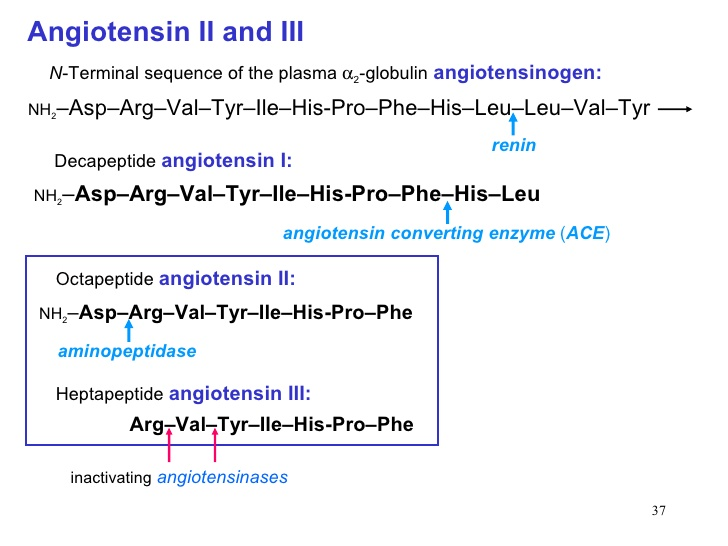 Angiotensin II and III
N-Terminal sequence of the plasma α2-globulin angiotensinogen:
NH2–Asp–Arg–Val–Tyr–Ile–His-Pro–Phe–His–Leu–Leu–Val–Tyr
renin
Decapeptide angiotensin I:
NH2–Asp–Arg–Val–Tyr–Ile–His-Pro–Phe–His–Leu
angiotensin converting enzyme (ACE)
Octapeptide angiotensin II:
NH2–Asp–Arg–Val–Tyr–Ile–His-Pro–Phe
aminopeptidase
Heptapeptide angiotensin III:
Arg–Val–Tyr–Ile–His-Pro–Phe
inactivating angiotensinases
37